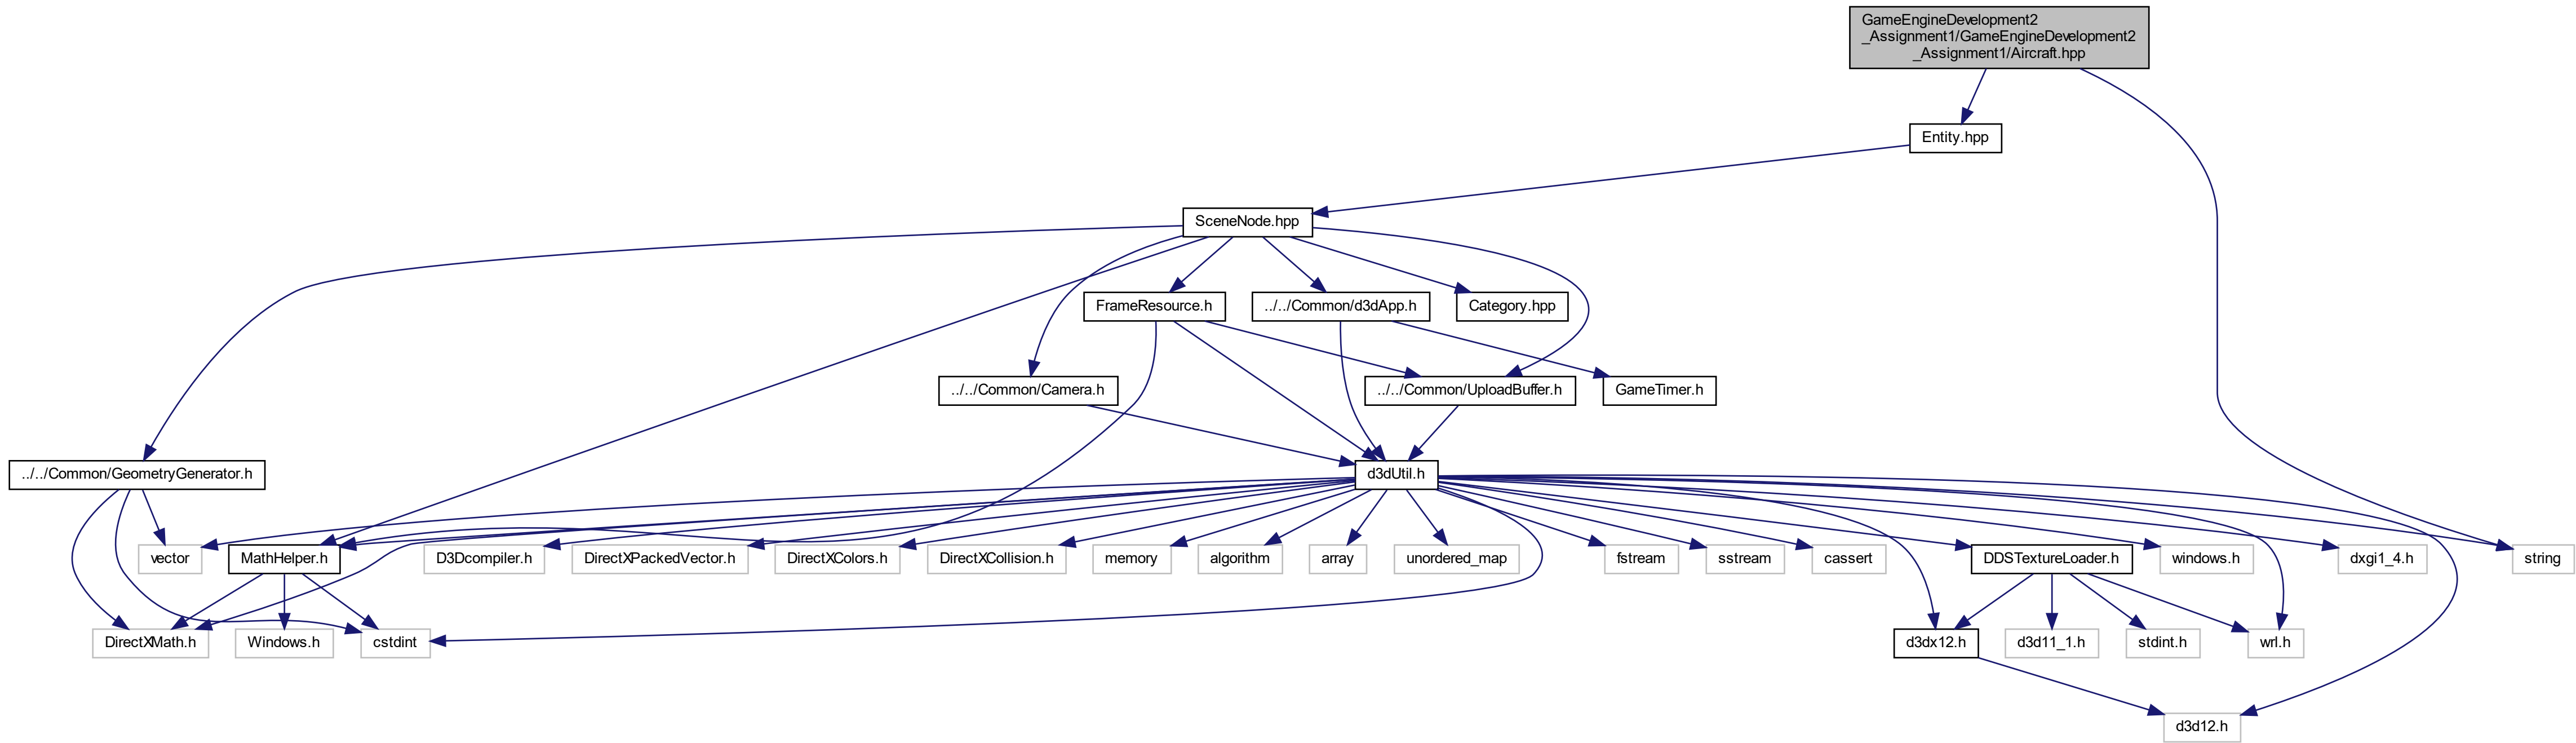 GameEngineDevelopment2
_Assignment1/GameEngineDevelopment2
_Assignment1/Aircraft.hpp
Entity.hpp
SceneNode.hpp
FrameResource.h
../../Common/d3dApp.h
Category.hpp
../../Common/Camera.h
../../Common/UploadBuffer.h
GameTimer.h
../../Common/GeometryGenerator.h
d3dUtil.h
vector
MathHelper.h
D3Dcompiler.h
DirectXPackedVector.h
DirectXColors.h
DirectXCollision.h
memory
algorithm
array
unordered_map
fstream
sstream
cassert
DDSTextureLoader.h
windows.h
dxgi1_4.h
string
DirectXMath.h
Windows.h
cstdint
d3dx12.h
d3d11_1.h
stdint.h
wrl.h
d3d12.h